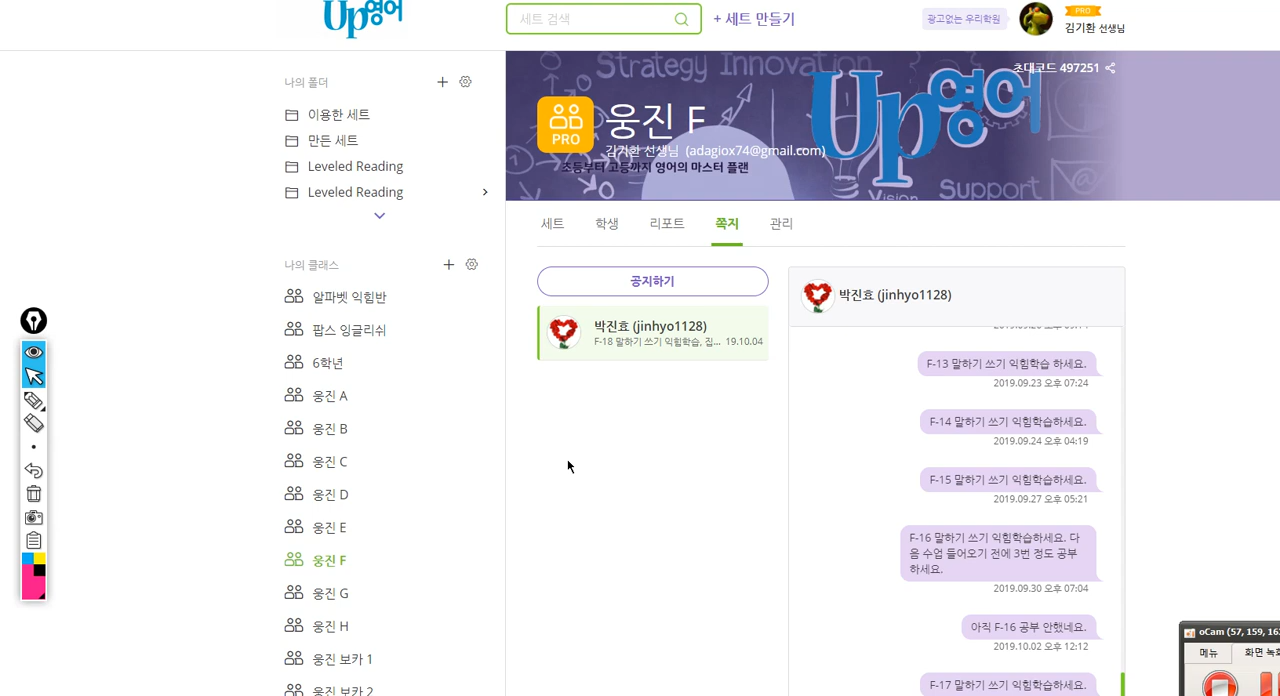 Up영어
세트 검색
+ 세트 만들기
광고없는 우리학원
PRO
김기환 선생님
나의 폴더
이용한 세트
만든 세트
Leveled Reading
Leveled Reading
나의 클래스
알파벳 익힘반
팝스 잉글리쉬
6학년
웅진 A
웅진 B
웅진 C
웅진 D
웅진 E
웅진 F
웅진 G
웅진 H
웅진 보카 1
웅진 보카 2
Strategy Innovation
초대코드 497251
Up영어
PRO
웅진 F
김기환 선생님 (adagiox74@gmail.com)
초등부터 고등까지 영어의 마스터 플랜
Vision
Support
세트
학생
리포트
쪽지
관리
공지하기
박진효 (jinhyo1128)
F-18 말하기 쓰기 익힘학습, 집... 19.10.04
박진효 (jinhyo1128)
F-13 말하기 쓰기 익힘학습 하세요.
2019.09.23 오후 07:24
F-14 말하기 쓰기 익힘학습하세요.
2019.09.24 오후 04:19
F-15 말하기 쓰기 익힘학습하세요.
2019.09.27 오후 05:21
F-16 말하기 쓰기 익힘학습하세요. 다
음 수업 들어오기 전에 3번 정도 공부
하세요.
2019.09.30 오후 07:04
아직 F-16 공부 안했네요.
2019.10.02 오후 12:12
F-17 말하기 쓰기 익힘학습하세요.
oCam (57, 159, 163
메뉴
화면 녹화